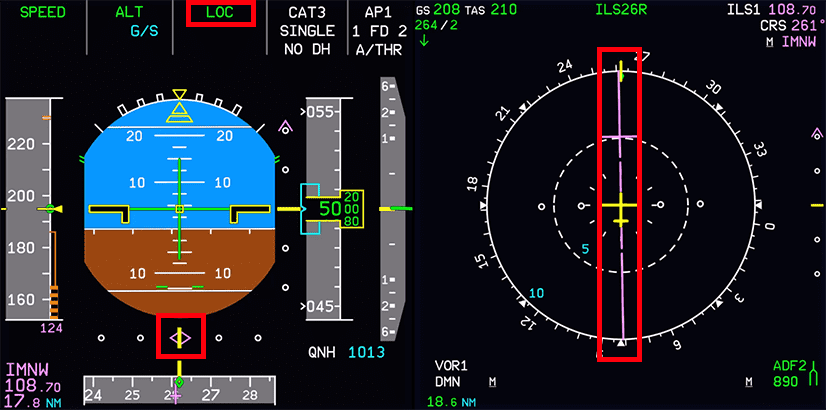 SPEED ALT LOC CAT3 AP1
G/S SINGLE 1 FD 2
NO DH A/THR
220
200
180
160
124
20 20
10 10
10 10
055
500
20
00
80
045
6
2
1
1
2
6
QNH 1013
IMNW
108.70
17.8 NM
24 25 26 27 28
GS 208 TAS 210 ILS26R ILS1 108.70
264/2 CRS 261°
M IMNW
24 27 30
21 33
18 0
15 3
12 9 6
5
10
VOR1 ADF2
DMN M M 890
18.6 NM